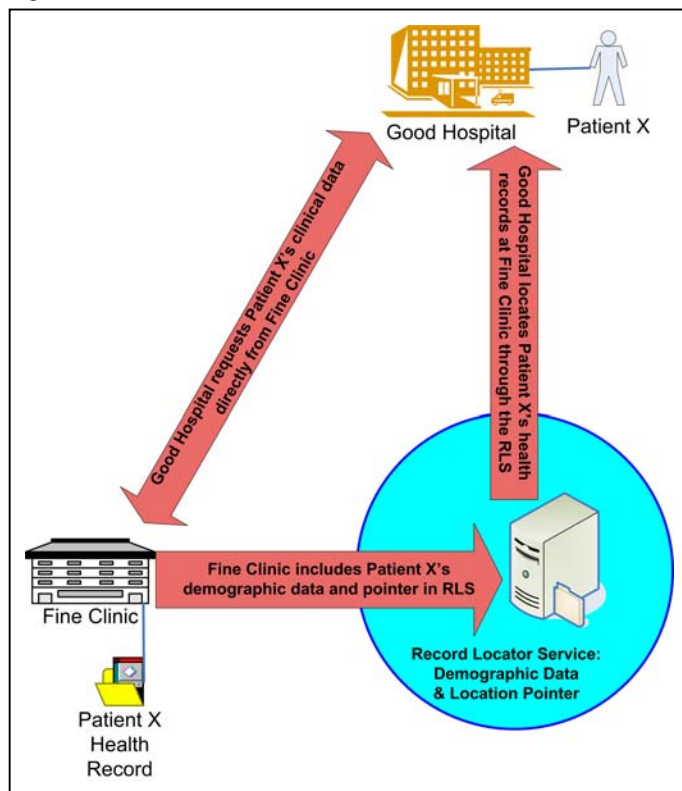 Good Hospital
Patient X
Good Hospital requests Patient X's clinical data
directly from Fine Clinic
Good Hospital locates Patient X's health
records at Fine Clinic through the RLS
Fine Clinic includes Patient X's
demographic data and pointer in RLS
Fine Clinic
Record Locator Service:
Demographic Data
& Location Pointer
Patient X
Health
Record